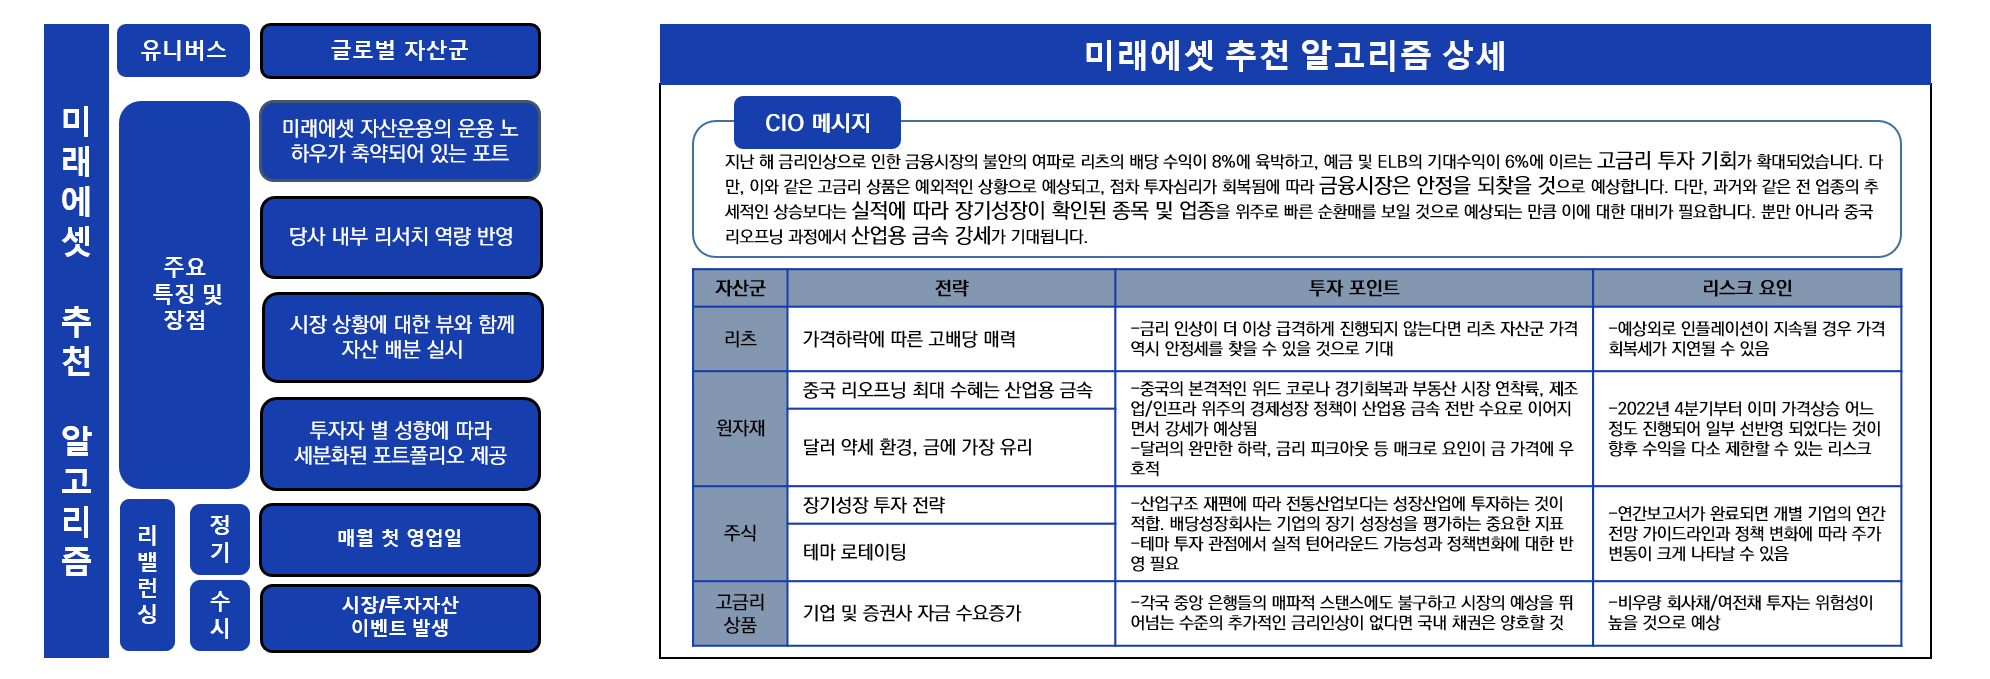 미래에셋 추천 알고리즘
유니버스
글로벌 자산군
주요
특징 및
장점
미래에셋 자산운용의 운용 노
하우가 축약되어 있는 포트
당사 내부 리서치 역량 반영
시장 상황에 대한 뷰와 함께
자산 배분 실시
투자자 별 성향에 따라
세분화된 포트폴리오 제공
리밸런싱
정기
매월 첫 영업일
수시
시장/투자자산
이벤트 발생
미래에셋 추천 알고리즘 상세
CIO 메시지
지난 해 금리인상으로 인한 금융시장의 불안의 여파로 리츠의 배당 수익이 8%에 육박하고, 예금 및 ELB의 기대수익이 6%에 이르는 고금리 투자 기회가 확대되었습니다. 다
만, 이와 같은 고금리 상품은 예외적인 상황으로 예상되고, 점차 투자심리가 회복됨에 따라 금융시장은 안정을 되찾을 것으로 예상합니다. 다만, 과거와 같은 전 업종의 추
세적인 상승보다는 실적에 따라 장기성장이 확인된 종목 및 업종을 위주로 빠른 순환매를 보일 것으로 예상되는 만큼 이에 대한 대비가 필요합니다. 뿐만 아니라 중국
리오프닝 과정에서 산업용 금속 강세가 기대됩니다.
자산군
전략
투자 포인트
리스크 요인
리츠
가격하락에 따른 고배당 매력
-금리 인상이 더 이상 급격하게 진행되지 않는다면 리츠 자산군 가격
역시 안정세를 찾을 수 있을 것으로 기대
-예상외로 인플레이션이 지속될 경우 가격
회복세가 지연될 수 있음
원자재
중국 리오프닝 최대 수혜는 산업용 금속
달러 약세 환경, 금에 가장 유리
-중국의 본격적인 위드 코로나 경기회복과 부동산 시장 연착륙, 제조
업/인프라 위주의 경제성장 정책이 산업용 금속 전반 수요로 이어지
면서 강세가 예상됨
-달러의 완만한 하락, 금리 피크아웃 등 매크로 요인이 금 가격에 우
호적
-2022년 4분기부터 이미 가격상승 어느
정도 진행되어 일부 선반영 되었다는 것이
향후 수익을 다소 제한할 수 있는 리스크
주식
장기성장 투자 전략
테마 로테이팅
-산업구조 재편에 따라 전통산업보다는 성장산업에 투자하는 것이
적합. 배당성장회사는 기업의 장기 성장성을 평가하는 중요한 지표
-테마 투자 관점에서 실적 턴어라운드 가능성과 정책변화에 대한 반
영 필요
-연간보고서가 완료되면 개별 기업의 연간
전망 가이드라인과 정책 변화에 따라 주가
변동이 크게 나타날 수 있음
고금리
상품
기업 및 증권사 자금 수요증가
-각국 중앙 은행들의 매파적 스탠스에도 불구하고 시장의 예상을 뛰
어넘는 수준의 추가적인 금리인상이 없다면 국내 채권은 양호할 것
-비우량 회사채/여전채 투자는 위험성이
높을 것으로 예상